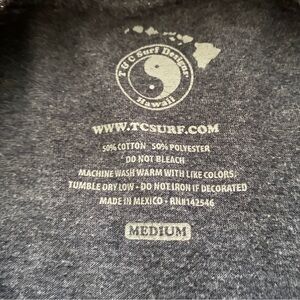 T&C Surf Designs
Hawaii
WWW.TCSURF.COM
50% COTTON 50% POLYESTER
DO NOT BLEACH
MACHINE WASH WARM WITH LIKE COLORS
TUMBLE DRY LOW - DO NOT IRON IF DECORATED
MADE IN MEXICO - RN#142546
MEDIUM